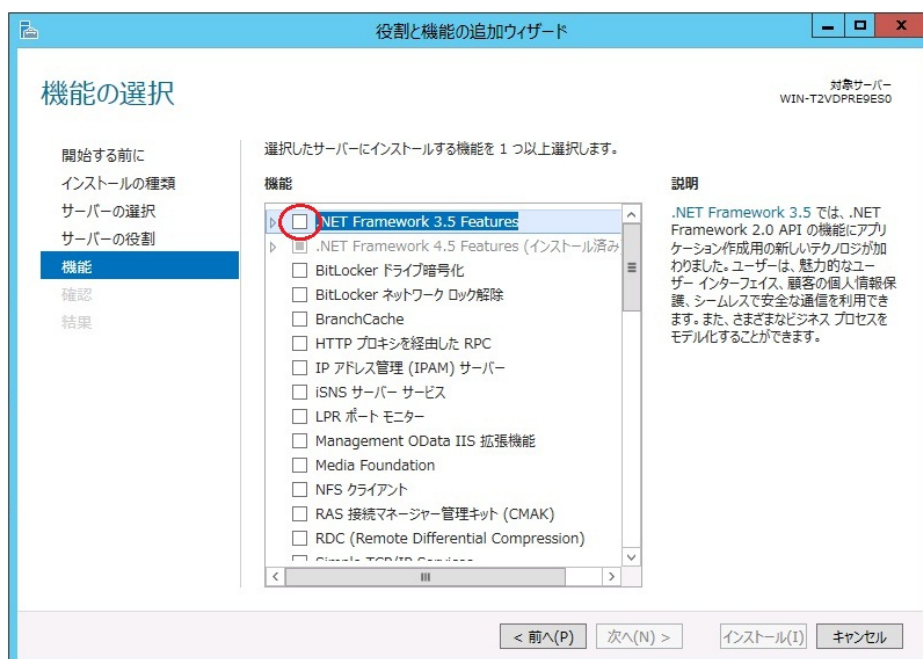 役割と機能の追加ウィザード
機能の選択
対象サーバー
WIN-T2VDPRE9ES0
開始する前に
インストールの種類
サーバーの選択
サーバーの役割
機能
確認
結果
選択したサーバーにインストールする機能を 1 つ以上選択します。
機能
.NET Framework 3.5 Features
.NET Framework 4.5 Features (インストール済み
BitLocker ドライブ暗号化
BitLocker ネットワーク ロック解除
BranchCache
HTTP プロキシを経由した RPC
IP アドレス管理 (IPAM) サーバー
iSNS サーバー サービス
LPR ポート モニター
Management OData IIS 拡張機能
Media Foundation
NFS クライアント
RAS 接続マネージャー管理キット (CMAK)
RDC (Remote Differential Compression)
Simple TCP/IP Services
説明
.NET Framework 3.5 では、.NET
Framework 2.0 API の機能にアプリ
ケーション作成用の新しいテクノロジが加
わりました。ユーザーは、魅力的なユー
ザー インターフェイス、顧客の個人情報保
護、シームレスで安全な通信を利用でき
ます。また、さまざまなビジネス プロセスを
モデル化することができます。
< 前へ(P)
次へ(N) >
インストール(I)
キャンセル